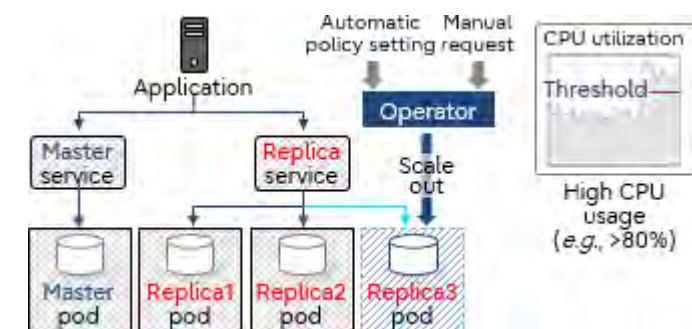 Automatic Manual
policy setting request
CPU utilization
Application
Threshold
Operator
Master
service
Replica
service
Scale
out
High CPU
usage
(e.g., >80%)
Master
pod
Replica1
pod
Replica2
pod
Replica3
pod